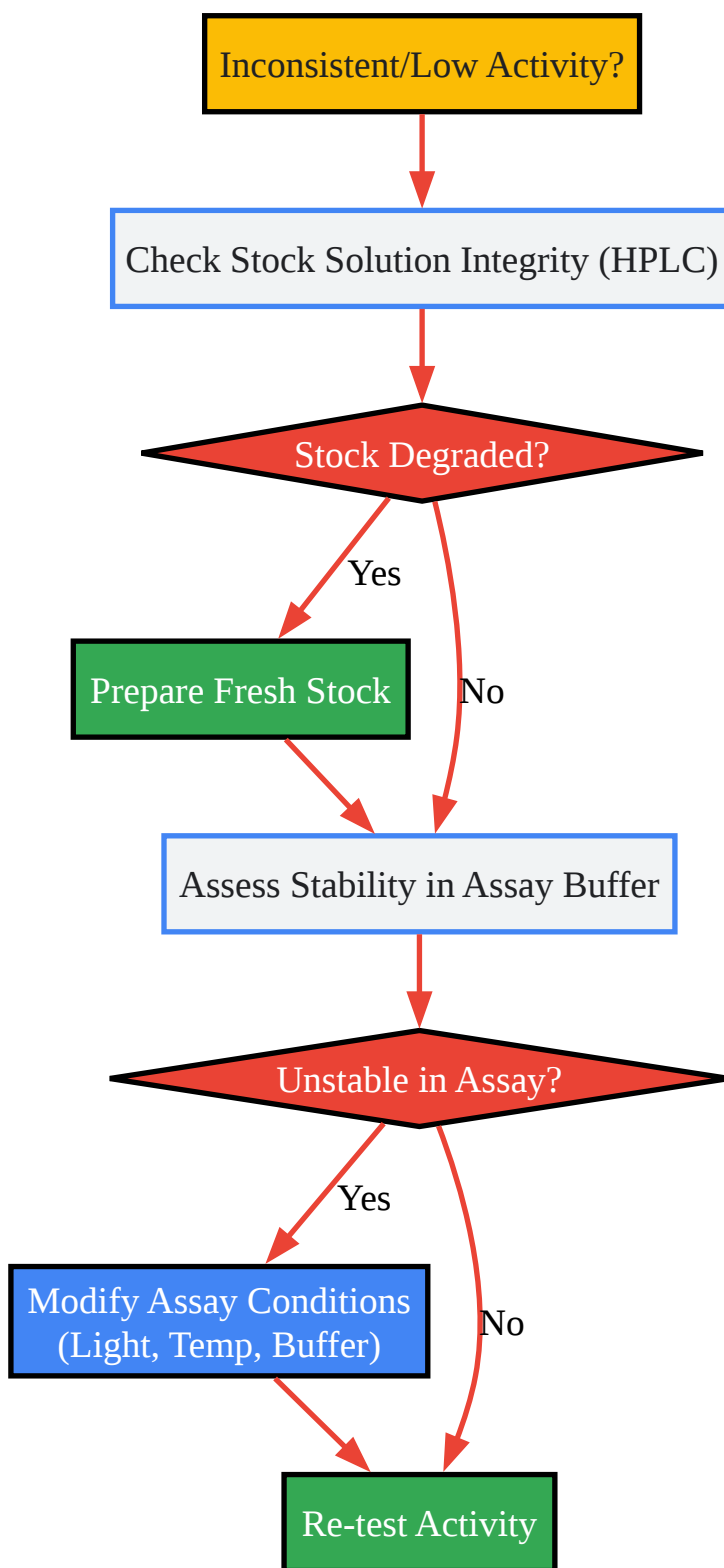 Inconsistent/Low Activity?
Check Stock Solution Integrity (HPLC)
Stock Degraded?
Yes
Prepare Fresh Stock
No
Assess Stability in Assay Buffer
Unstable in Assay?
Yes
Modify Assay Conditions
(Light, Temp, Buffer)
No
Re-test Activity